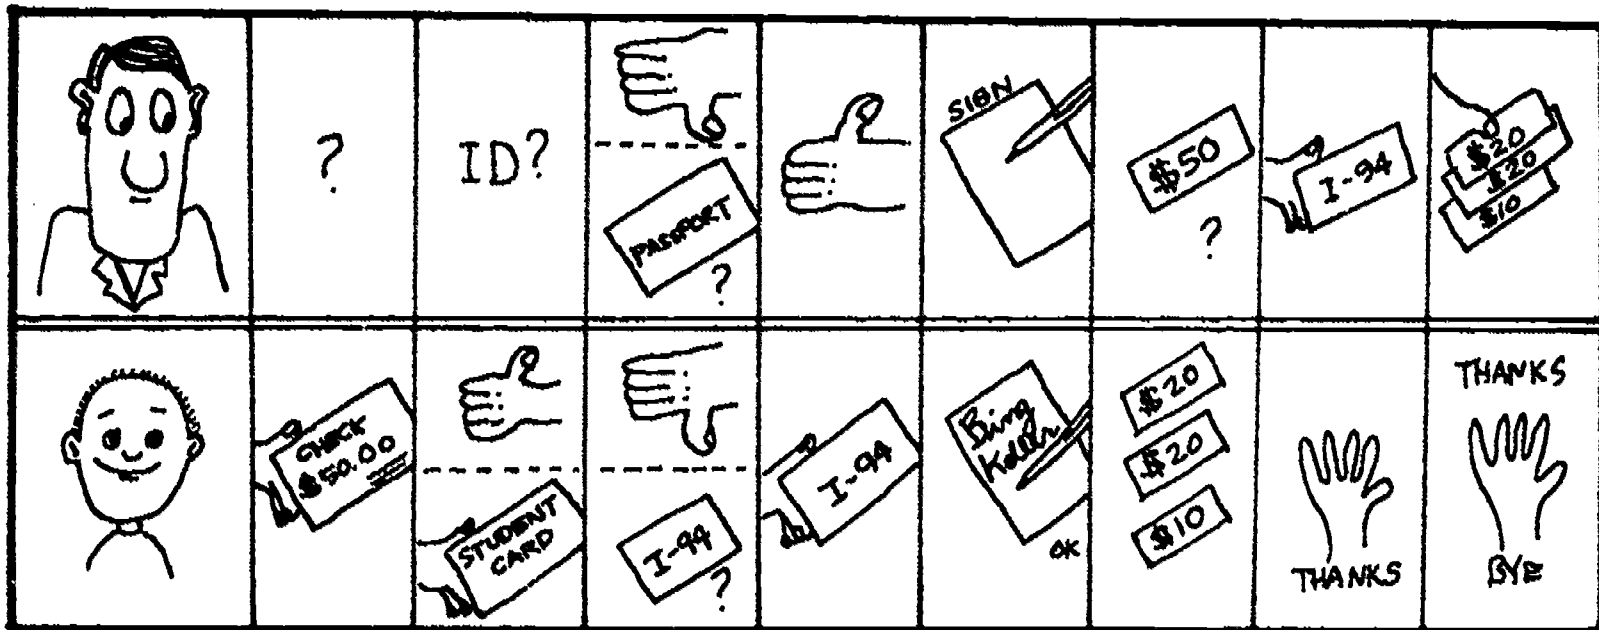 ?
ID?
PASSPORT
?
SIGN
$50
?
I-94
$20
$20
$10
CHECK
$50.00
STUDENT
CARD
I-94
?
I-94
Bing
Koller
OK
$20
$20
$10
THANKS
THANKS
BYE